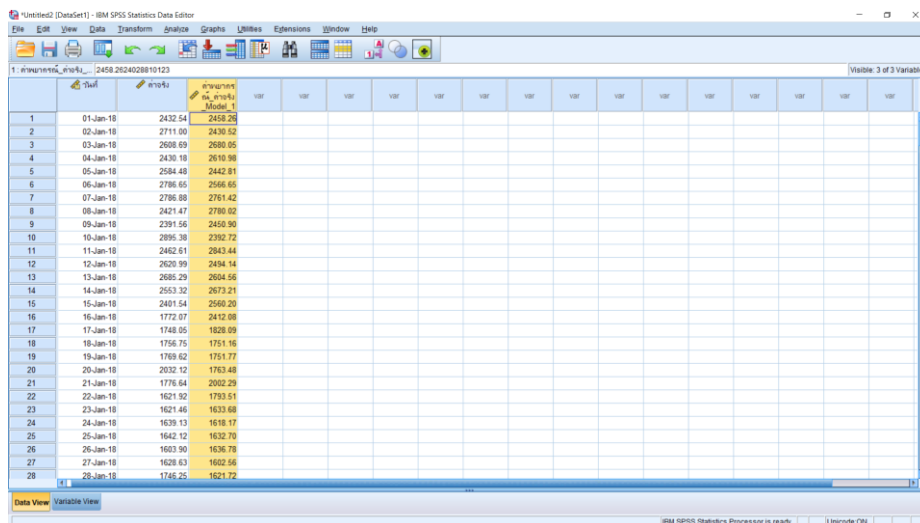 *Untitled2 [DataSet1] - IBM SPSS Statistics Data Editor
File Edit View Data Transform Analyze Graphs Utilities Extensions Window Help
1 : ค่าพยากรณ์_ค่าจริง_... 2458.2624028810123 Visible: 3 of 3 Variabl
วันที่ ค่าจริง ค่าพยากร
ณ์_ค่าจริง
_Model_1 var var var var var var var var var var var var var
1 01-Jan-18 2432.54 2458.26
2 02-Jan-18 2711.00 2430.52
3 03-Jan-18 2608.69 2680.05
4 04-Jan-18 2430.18 2610.98
5 05-Jan-18 2584.48 2442.81
6 06-Jan-18 2786.65 2566.65
7 07-Jan-18 2786.88 2761.42
8 08-Jan-18 2421.47 2780.02
9 09-Jan-18 2391.56 2450.90
10 10-Jan-18 2895.38 2392.72
11 11-Jan-18 2462.61 2843.44
12 12-Jan-18 2620.99 2494.14
13 13-Jan-18 2685.29 2604.56
14 14-Jan-18 2553.32 2673.21
15 15-Jan-18 2401.54 2560.20
16 16-Jan-18 1772.07 2412.08
17 17-Jan-18 1748.05 1828.09
18 18-Jan-18 1756.75 1751.16
19 19-Jan-18 1769.62 1751.77
20 20-Jan-18 2032.12 1763.48
21 21-Jan-18 1776.64 2002.29
22 22-Jan-18 1621.92 1793.51
23 23-Jan-18 1621.46 1633.68
24 24-Jan-18 1639.13 1618.17
25 25-Jan-18 1642.12 1632.70
26 26-Jan-18 1603.90 1636.78
27 27-Jan-18 1628.63 1602.56
28 28-Jan-18 1746.25 1621.72
Data View Variable View
IBM SPSS Statistics Processor is ready Unicode:ON